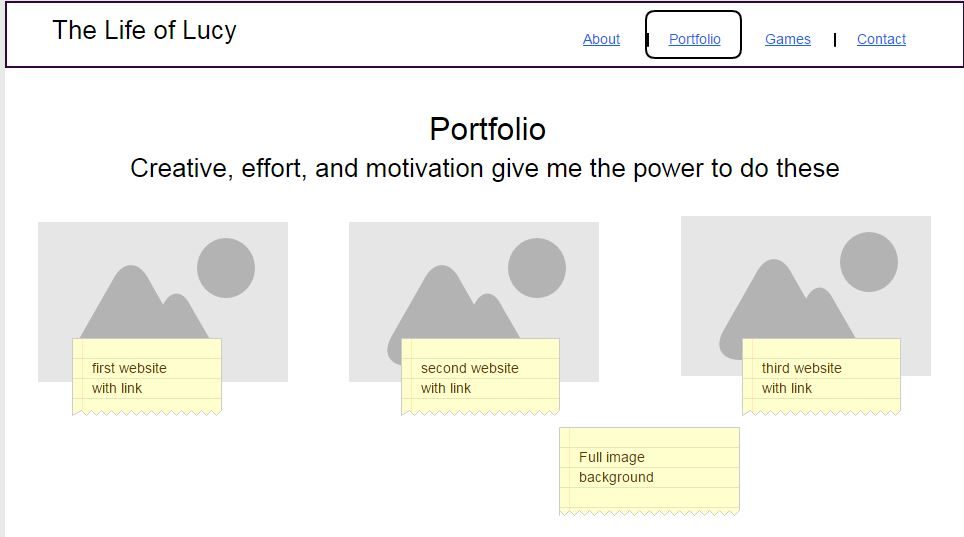 The Life of Lucy
About | Portfolio Games | Contact
Portfolio
Creative, effort, and motivation give me the power to do these
first website
with link
second website
with link
third website
with link
Full image
background